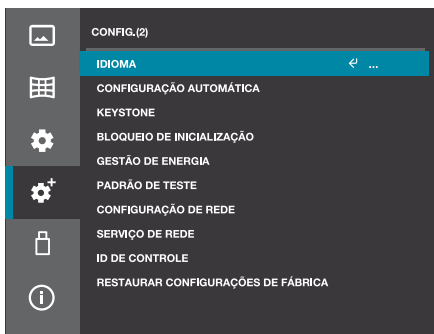 CONFIG.(2)
IDIOMA ...
CONFIGURAÇÃO AUTOMÁTICA
KEYSTONE
BLOQUEIO DE INICIALIZAÇÃO
GESTÃO DE ENERGIA
PADRÃO DE TESTE
CONFIGURAÇÃO DE REDE
SERVIÇO DE REDE
ID DE CONTROLE
RESTAURAR CONFIGURAÇÕES DE FÁBRICA